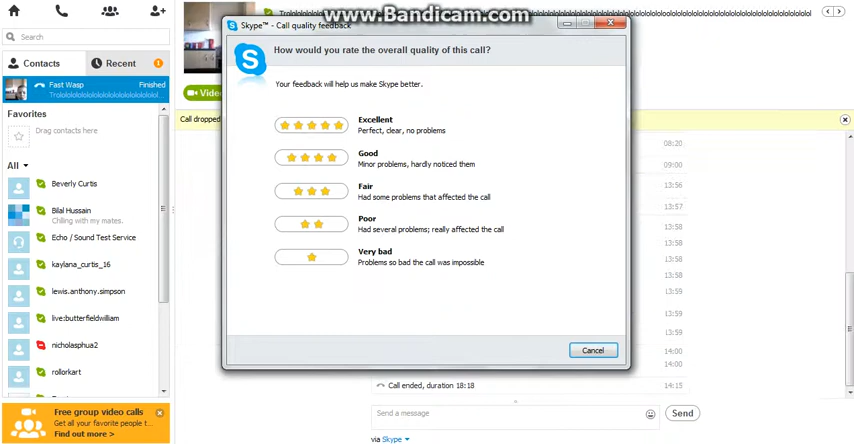 www.Bandicam.com
Skype™ - Call quality feedback
How would you rate the overall quality of this call?
Your feedback will help us make Skype better.
Excellent
Perfect, clear, no problems
Good
Minor problems, hardly noticed them
Fair
Had some problems that affected the call
Poor
Had several problems; really affected the call
Very bad
Problems so bad the call was impossible
Cancel
Search
Contacts
Recent
1
Fast Wasp
Finished
Favorites
Drag contacts here
All
Beverly Curtis
Bilal Hussain
Chilling with my mates.
Echo / Sound Test Service
kaylana_curtis_16
lewis.anthony.simpson
live:butterfieldwilliam
nicholasphua2
rollorkart
Free group video calls
Get all your favorite people t...
Find out more >
Video
Call dropped
08:20
09:00
13:56
13:57
13:58
13:58
13:58
13:59
13:59
14:00
14:00
Call ended, duration 18:18
14:15
Send a message
Send
via Skype